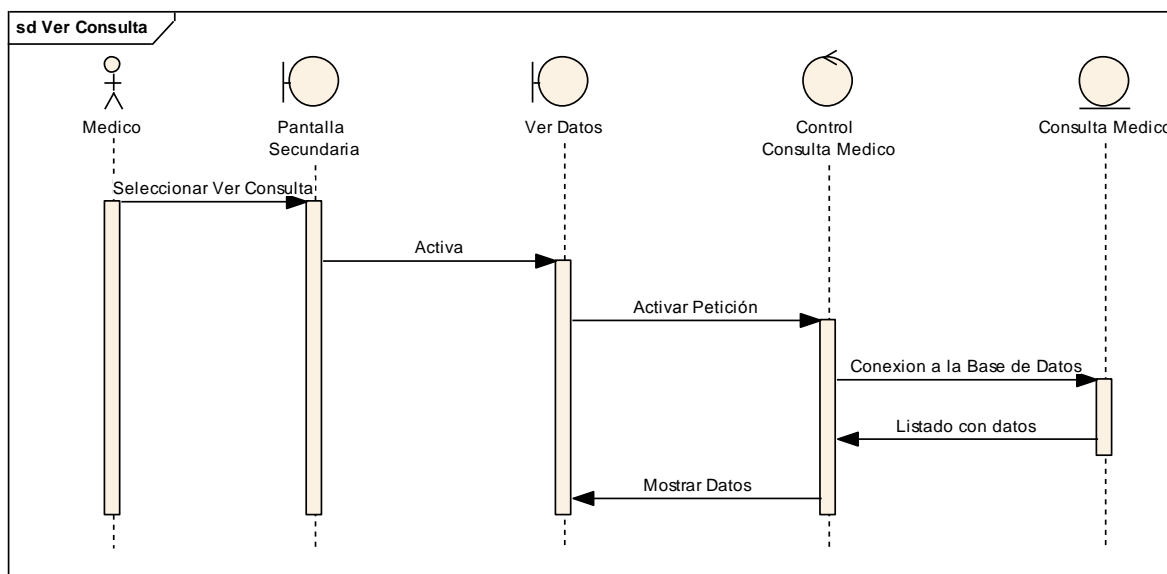 sd Ver Consulta
Medico
Pantalla
Secundaria
Ver Datos
Control
Consulta Medico
Consulta Medico
Seleccionar Ver Consulta
Activa
Activar Petición
Conexion a la Base de Datos
Listado con datos
Mostrar Datos